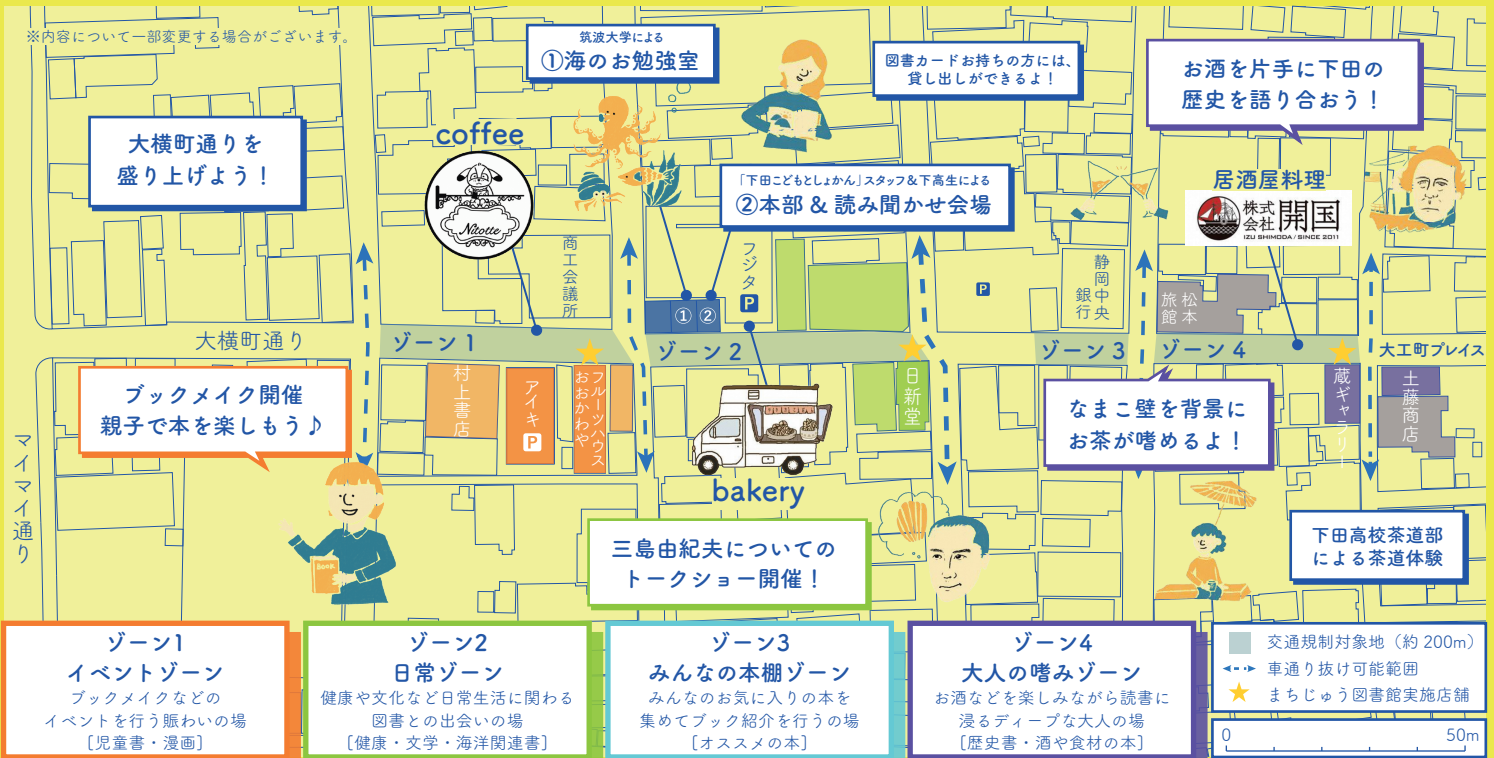 ※内容について一部変更する場合がございます。
筑波大学による
①海のお勉強室
図書カードお持ちの方には、
貸し出しができるよ！
お酒を片手に下田の
歴史を語り合おう！
大横町通りを
盛り上げよう！
coffee
Nitotte
「下田こどもとしょかん」スタッフ＆下高生による
②本部 & 読み聞かせ会場
居酒屋料理
株式
会社
開国
IZU SHIMODA / SINCE 2011
商工会議所
フジタ
P
P
静岡中央
銀行
松本
旅館
①
②
大横町通り
ゾーン 1
ゾーン 2
ゾーン 3
ゾーン 4
大工町プレイス
村上書店
アイキ
P
フルーツハウス
おおかわや
日新堂
蔵ギャラリー
土藤商店
ブックメイク開催
親子で本を楽しもう♪
なまこ壁を背景に
お茶が嗜めるよ！
マイマイ通り
bakery
BOOK
三島由紀夫についての
トークショー開催！
下田高校茶道部
による茶道体験
ゾーン1
イベントゾーン
ブックメイクなどの
イベントを行う賑わいの場
［児童書・漫画］
ゾーン2
日常ゾーン
健康や文化など日常生活に関わる
図書との出会いの場
［健康・文学・海洋関連書］
ゾーン3
みんなの本棚ゾーン
みんなのお気に入りの本を
集めてブック紹介を行うの場
［オススメの本］
ゾーン4
大人の嗜みゾーン
お酒などを楽しみながら読書に
浸るディープな大人の場
［歴史書・酒や食材の本］
交通規制対象地（約 200m）
車通り抜け可能範囲
まちじゅう図書館実施店舗
0
50m